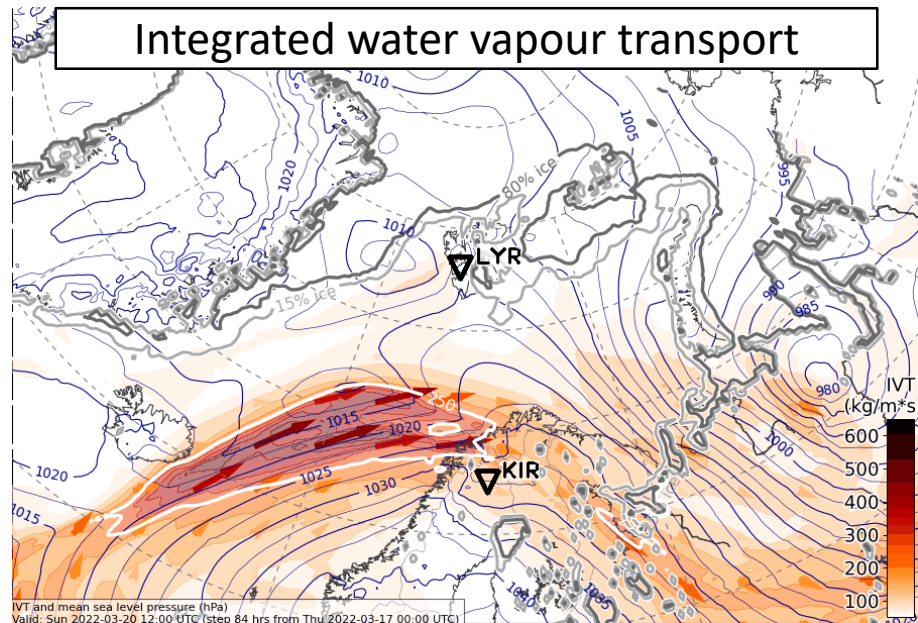 Integrated water vapour transport
1010
1005
1020
995
80% ice
LYR
1010
990
15% ice
985
980
IVT
(kg/m*s
250
1015
1020
1000
600
1020
1025
500
KIR
400
1030
1015
300
200
1035
100
1040
IVT and mean sea level pressure (hPa)
Valid: Sun 2022-03-20 12:00 UTC (step 84 hrs from Thu 2022-03-17 00:00 UTC)